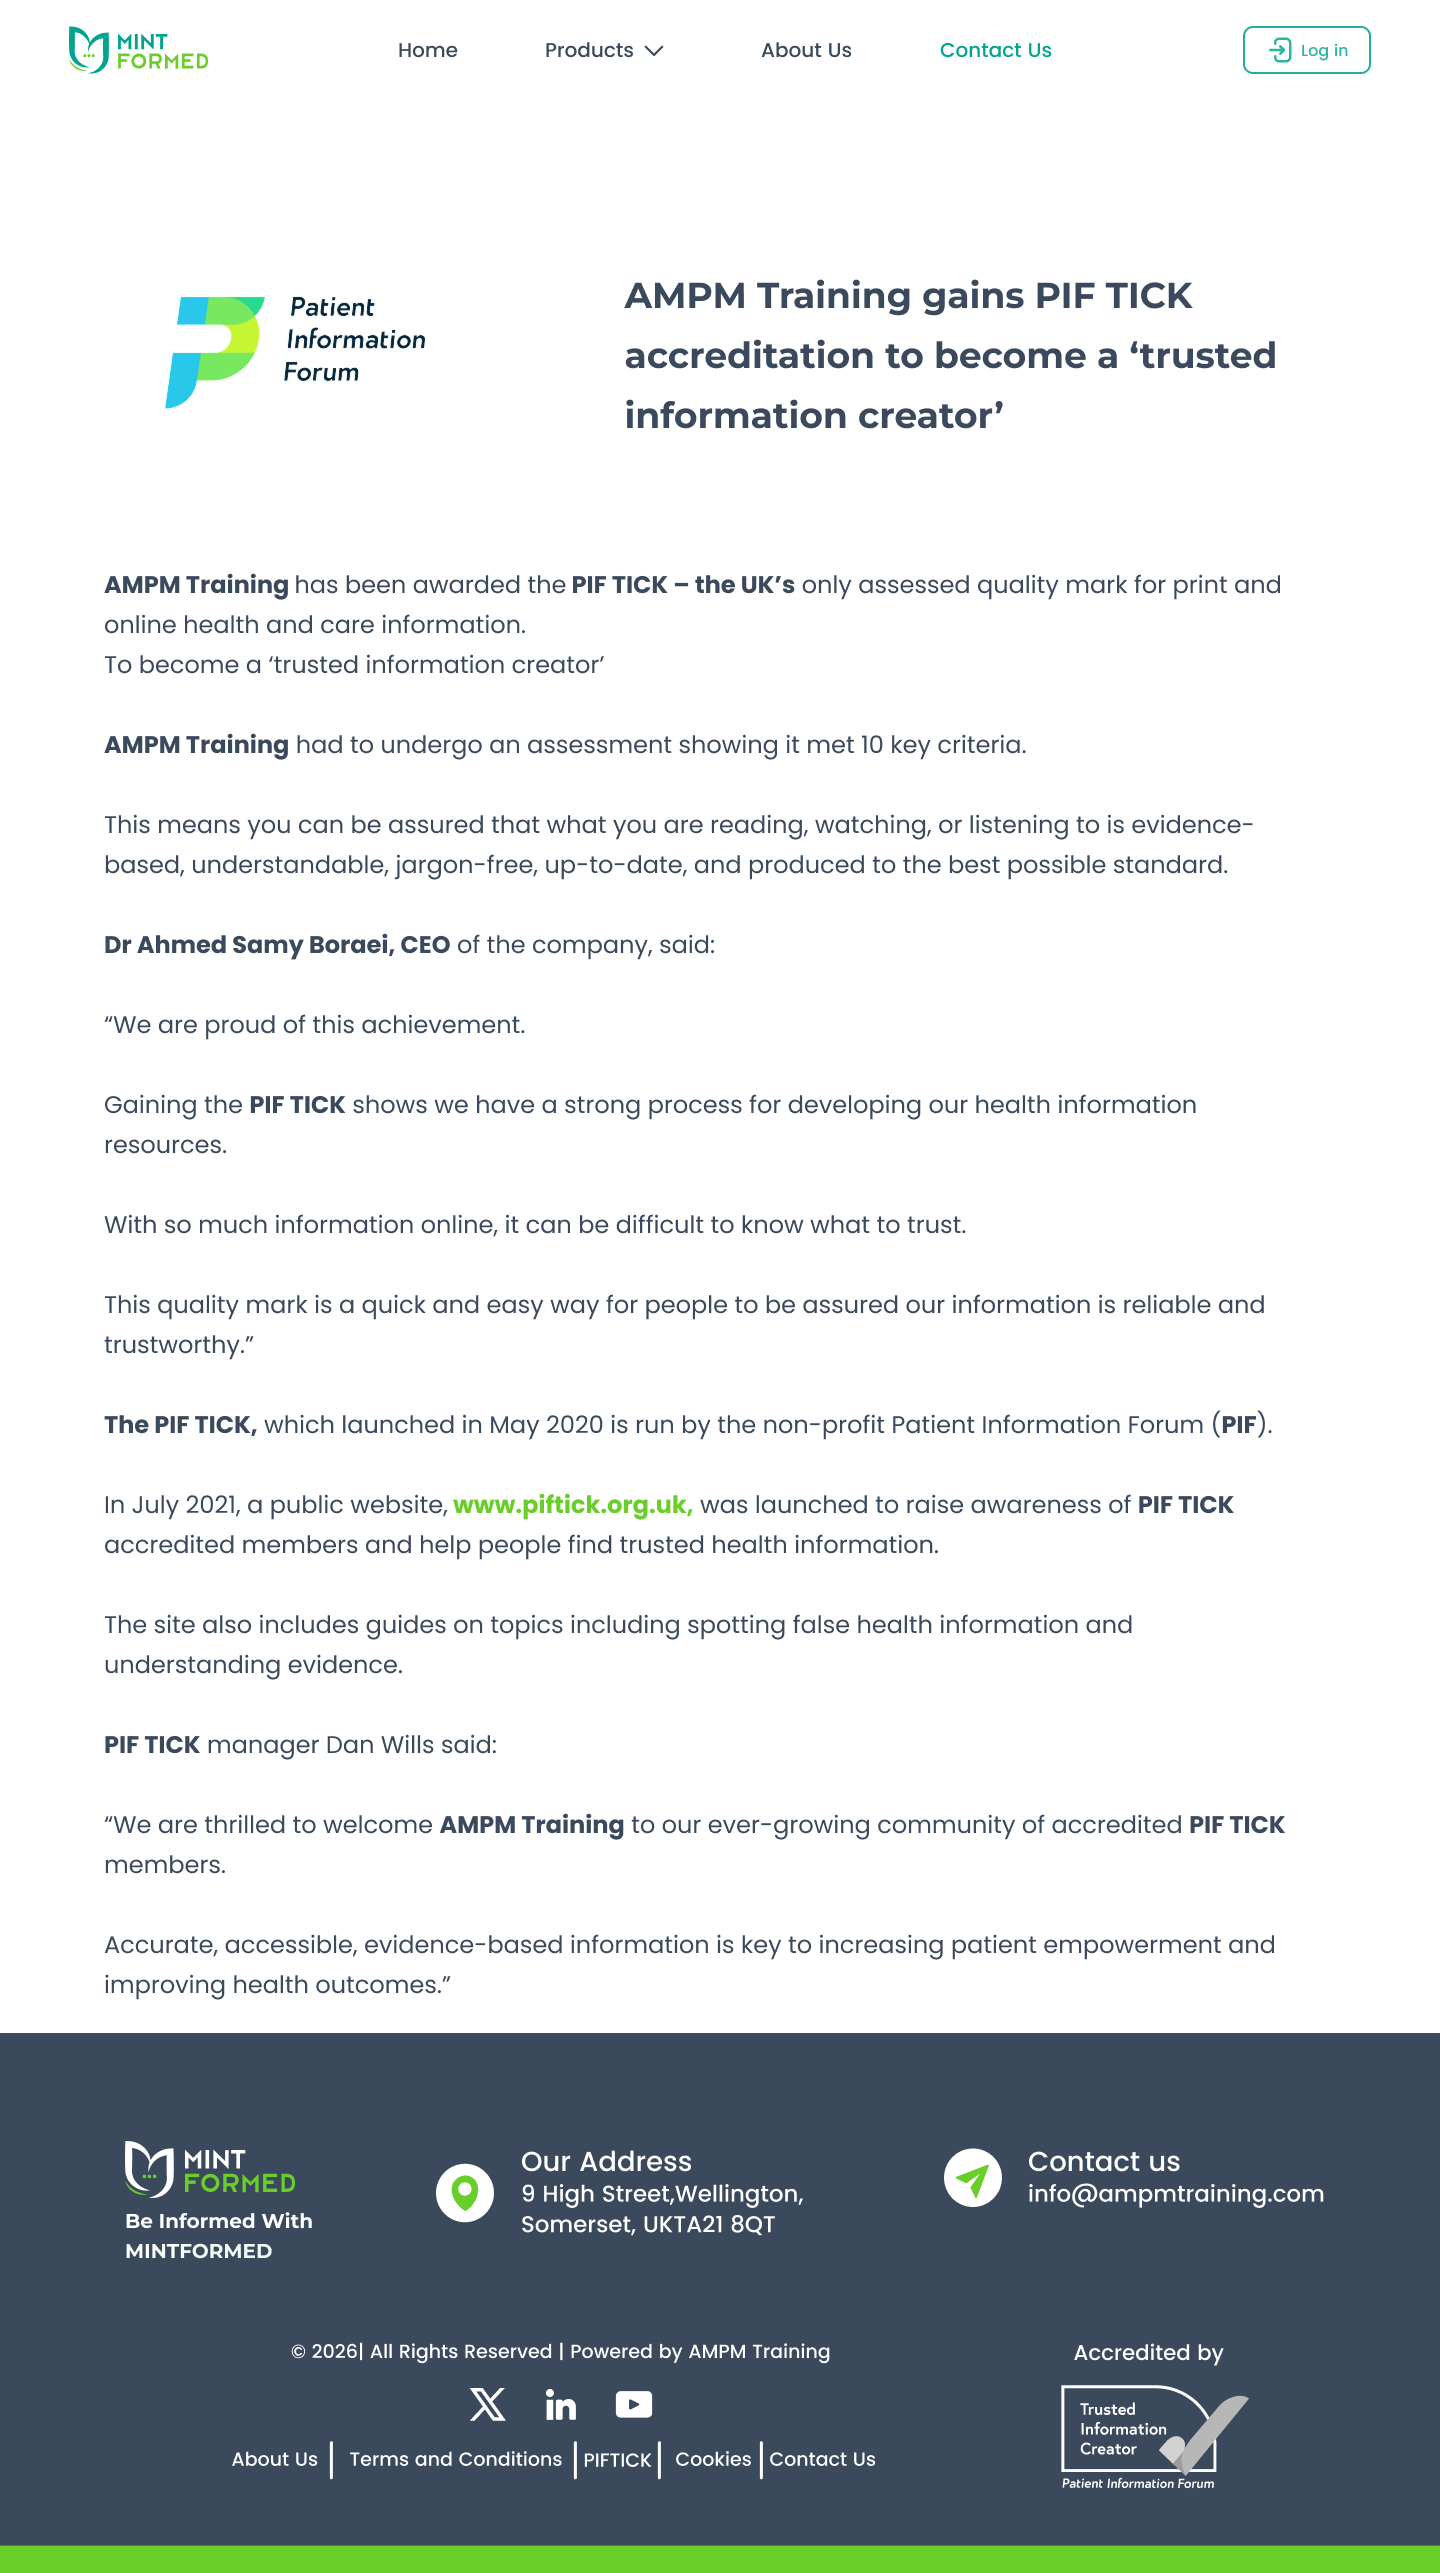 MINT
FORMED
Home
Products
About Us
Contact Us
Log in
Patient
Information
Forum
AMPM Training gains PIF TICK
accreditation to become a ‘trusted
information creator’
AMPM Training has been awarded the PIF TICK – the UK’s only assessed quality mark for print and
online health and care information.
To become a ‘trusted information creator’
AMPM Training had to undergo an assessment showing it met 10 key criteria.
This means you can be assured that what you are reading, watching, or listening to is evidence-
based, understandable, jargon-free, up-to-date, and produced to the best possible standard.
Dr Ahmed Samy Boraei, CEO of the company, said:
“We are proud of this achievement.
Gaining the PIF TICK shows we have a strong process for developing our health information
resources.
With so much information online, it can be difficult to know what to trust.
This quality mark is a quick and easy way for people to be assured our information is reliable and
trustworthy.”
The PIF TICK, which launched in May 2020 is run by the non-profit Patient Information Forum (PIF).
In July 2021, a public website, www.piftick.org.uk, was launched to raise awareness of PIF TICK
accredited members and help people find trusted health information.
The site also includes guides on topics including spotting false health information and
understanding evidence.
PIF TICK manager Dan Wills said:
“We are thrilled to welcome AMPM Training to our ever-growing community of accredited PIF TICK
members.
Accurate, accessible, evidence-based information is key to increasing patient empowerment and
improving health outcomes.”
MINT
FORMED
Be Informed With
MINTFORMED
Our Address
9 High Street,Wellington,
Somerset, UKTA21 8QT
Contact us
info@ampmtraining.com
© 2026| All Rights Reserved | Powered by AMPM Training
About Us
Terms and Conditions
PIFTICK
Cookies
Contact Us
Accredited by
Trusted
Information
Creator
Patient Information Forum